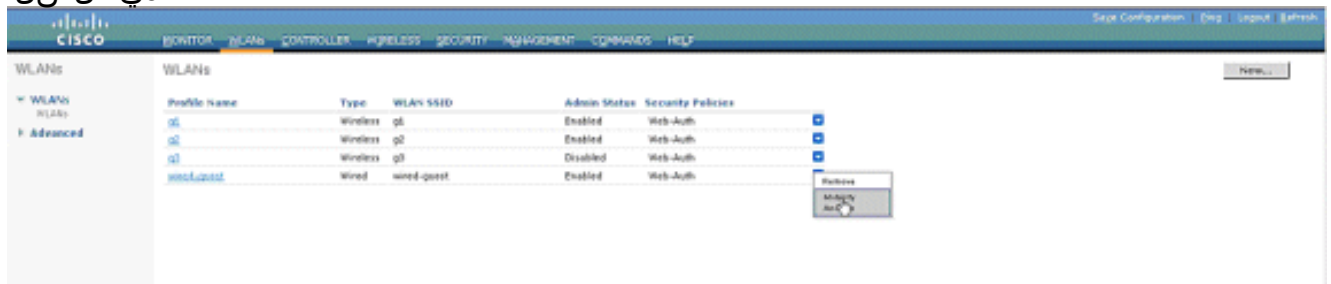 Save Configuration | Ping | Logout | Refresh
CISCO
MONITOR WLANs CONTROLLER WIRELESS SECURITY MANAGEMENT COMMANDS HELP
WLANs
WLANs
New...
WLANs
WLANs
Advanced
Profile Name Type WLAN SSID Admin Status Security Policies
g1 Wireless g1 Enabled Web-Auth
g2 Wireless g2 Enabled Web-Auth
g3 Wireless g3 Disabled Web-Auth
wired-guest Wired wired-guest Enabled Web-Auth
Remove
Mobility